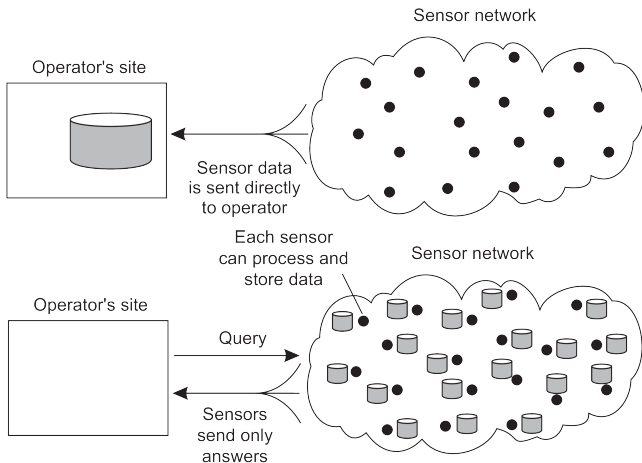 Sensor network
Operator's site
Sensor data
is sent directly
to operator
Each sensor
can process and
store data
Sensor network
Operator's site
Query
Sensors
send only
answers